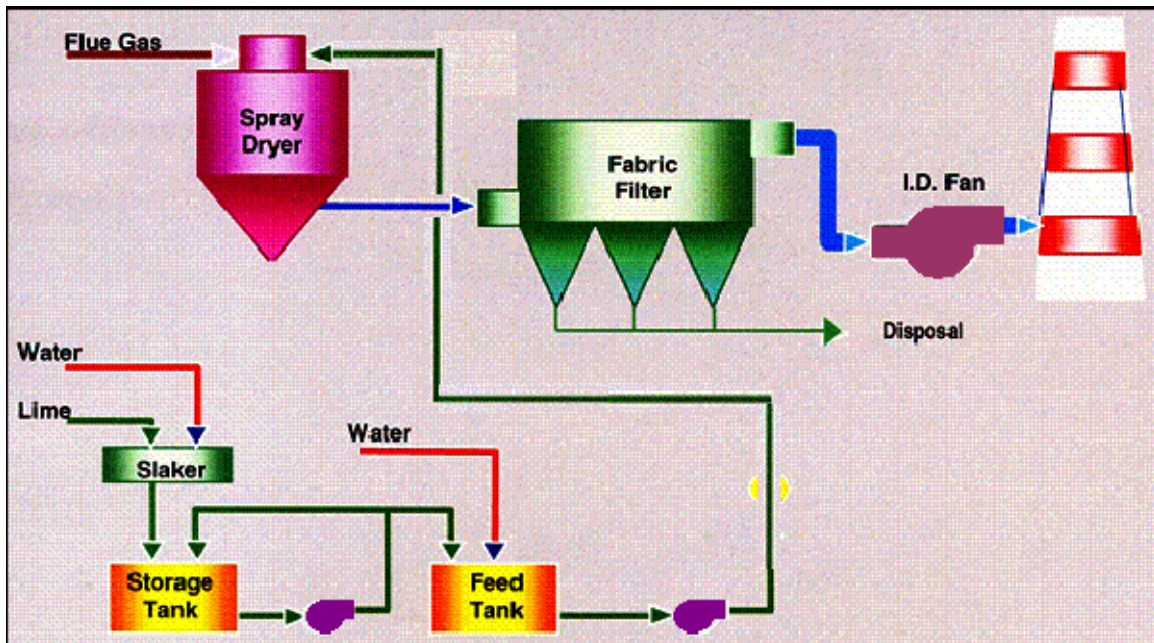 Flue Gas
Spray
Dryer
Fabric
Filter
I.D. Fan
Disposal
Water
Lime
Slaker
Water
Storage
Tank
Feed
Tank